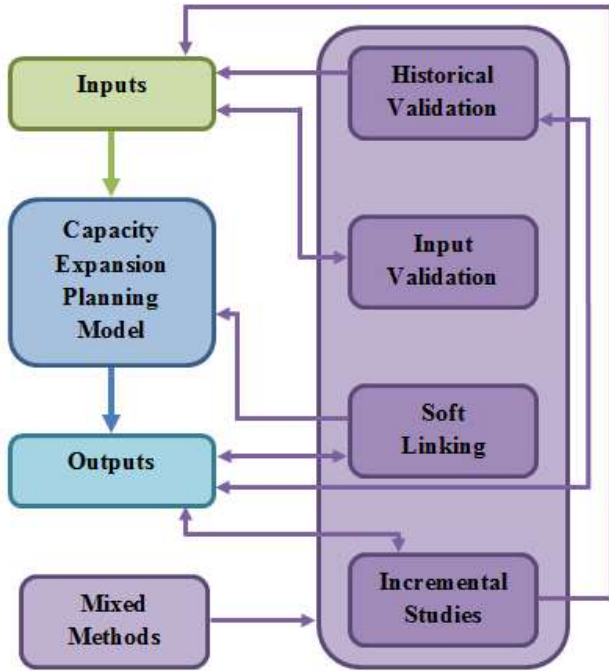 Inputs
Capacity
Expansion
Planning
Model
Outputs
Mixed
Methods
Historical
Validation
Input
Validation
Soft
Linking
Incremental
Studies